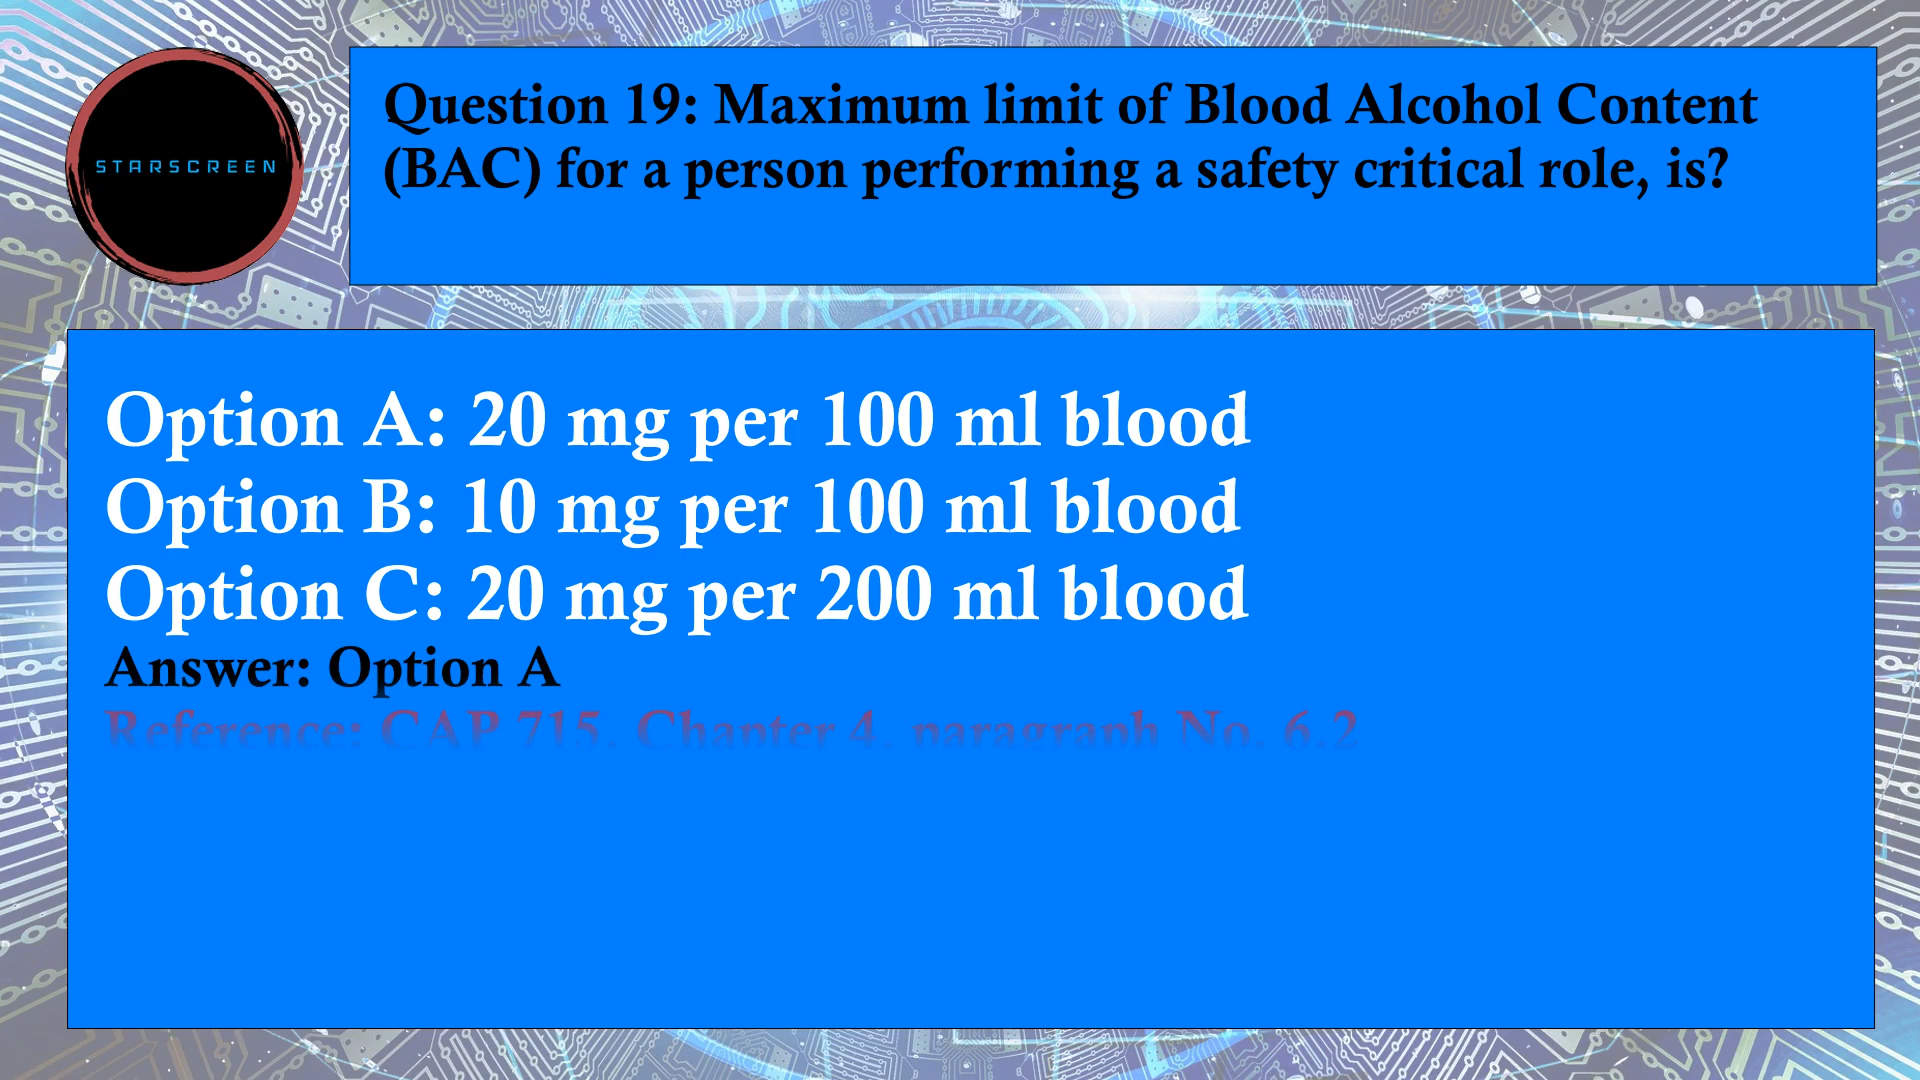 STARSCREEN
Question 19: Maximum limit of Blood Alcohol Content
(BAC) for a person performing a safety critical role, is?
Option A: 20 mg per 100 ml blood
Option B: 10 mg per 100 ml blood
Option C: 20 mg per 200 ml blood
Answer: Option A
Reference: CAP 715, Chapter 4, paragraph No. 6.2